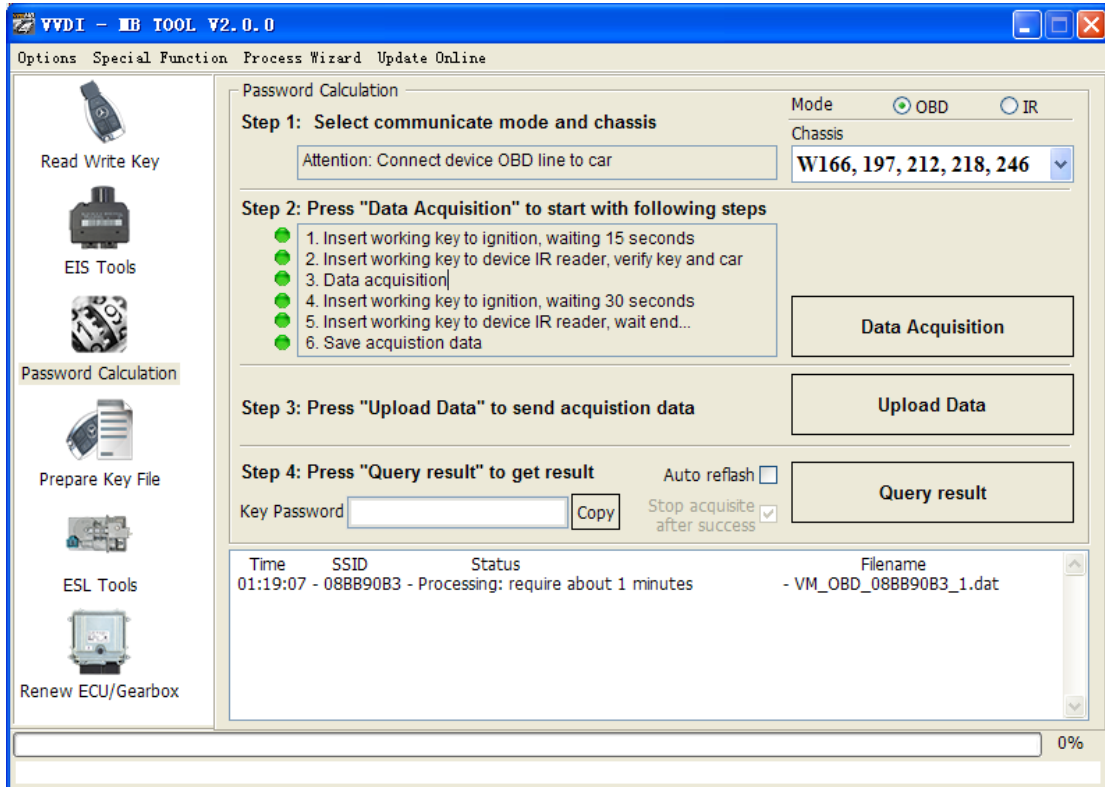 VVDI - MB TOOL V2.0.0
Options Special Function Process Wizard Update Online
Read Write Key
EIS Tools
Password Calculation
Prepare Key File
ESL Tools
Renew ECU/Gearbox
Password Calculation
Mode OBD IR
Step 1: Select communicate mode and chassis
Chassis
Attention: Connect device OBD line to car
W166, 197, 212, 218, 246
Step 2: Press "Data Acquisition" to start with following steps
1. Insert working key to ignition, waiting 15 seconds
2. Insert working key to device IR reader, verify key and car
3. Data acquisition
4. Insert working key to ignition, waiting 30 seconds
5. Insert working key to device IR reader, wait end...
6. Save acquistion data
Data Acquisition
Step 3: Press "Upload Data" to send acquistion data
Upload Data
Step 4: Press "Query result" to get result
Auto reflash
Query result
Key Password
Copy
Stop acquisite
after success
Time SSID Status Filename
01:19:07 - 08BB90B3 - Processing: require about 1 minutes - VM_OBD_08BB90B3_1.dat
0%